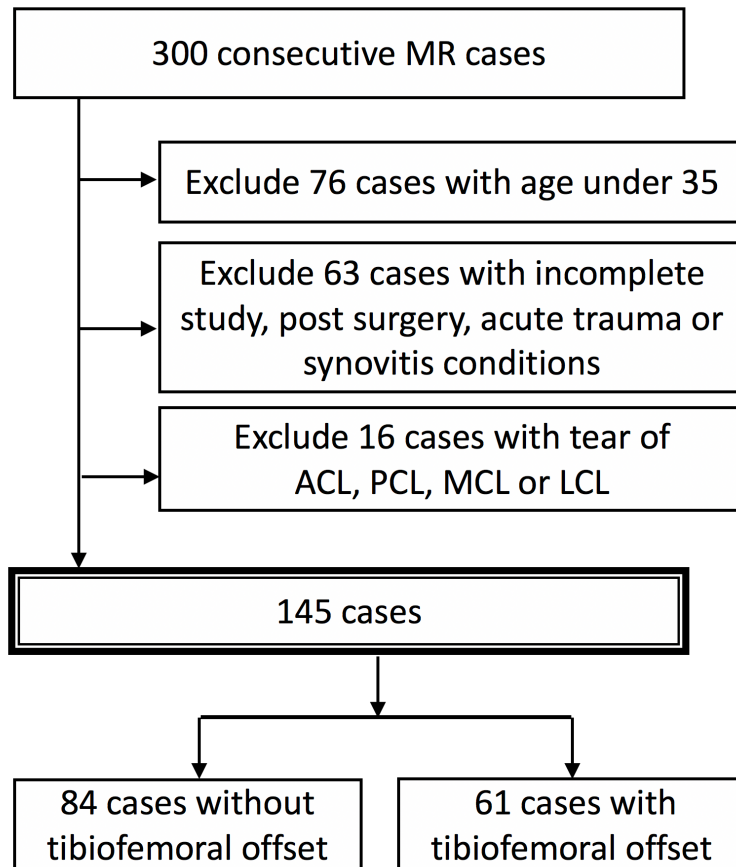 300 consecutive MR cases
Exclude 76 cases with age under 35
Exclude 63 cases with incomplete
study, post surgery, acute trauma or
synovitis conditions
Exclude 16 cases with tear of
ACL, PCL, MCL or LCL
145 cases
84 cases without
tibiofemoral offset
61 cases with
tibiofemoral offset